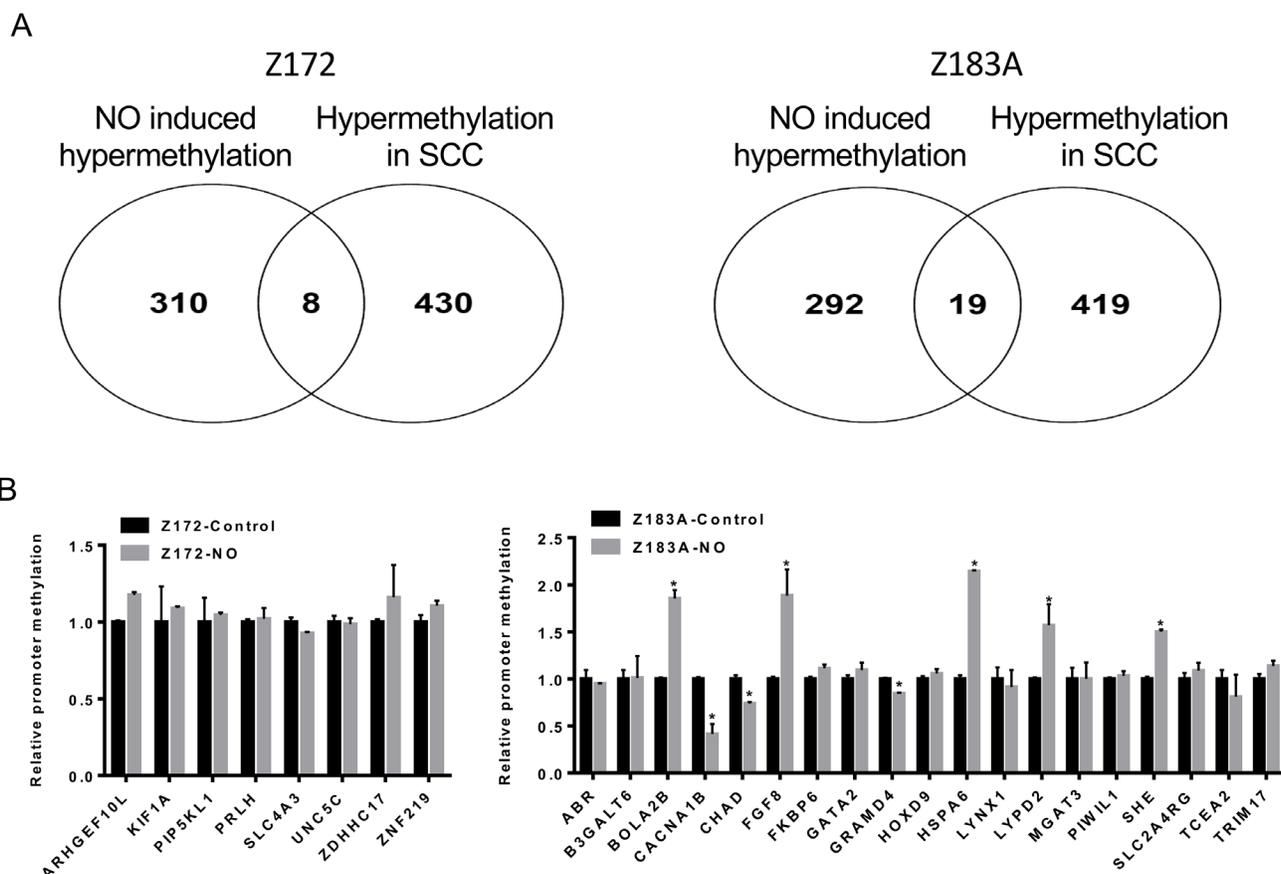 A
Z172
NO induced
hypermethylation
Hypermethylation
in SCC
310
8
430
Z183A
NO induced
hypermethylation
Hypermethylation
in SCC
292
19
419
B
Relative promoter methylation
Z172-Control
Z172-NO
1.5
1.0
0.5
0.0
ARHGEF10L
KIF1A
PIP5KL1
PRLH
SLC4A3
UNC5C
ZDHHC17
ZNF219
Relative promoter methylation
Z183A-Control
Z183A-NO
2.5
2.0
1.5
1.0
0.5
0.0
*
*
*
*
*
*
*
*
ABR
B3GALT6
BOLA2B
CACNA1B
CHAD
FGF8
FKBP6
GATA2
GRAMD4
HOXD9
HSPA6
LYNX1
LYPD2
MGAT3
PIWIL1
SHE
SLC2A4RG
TCEA2
TRIM17